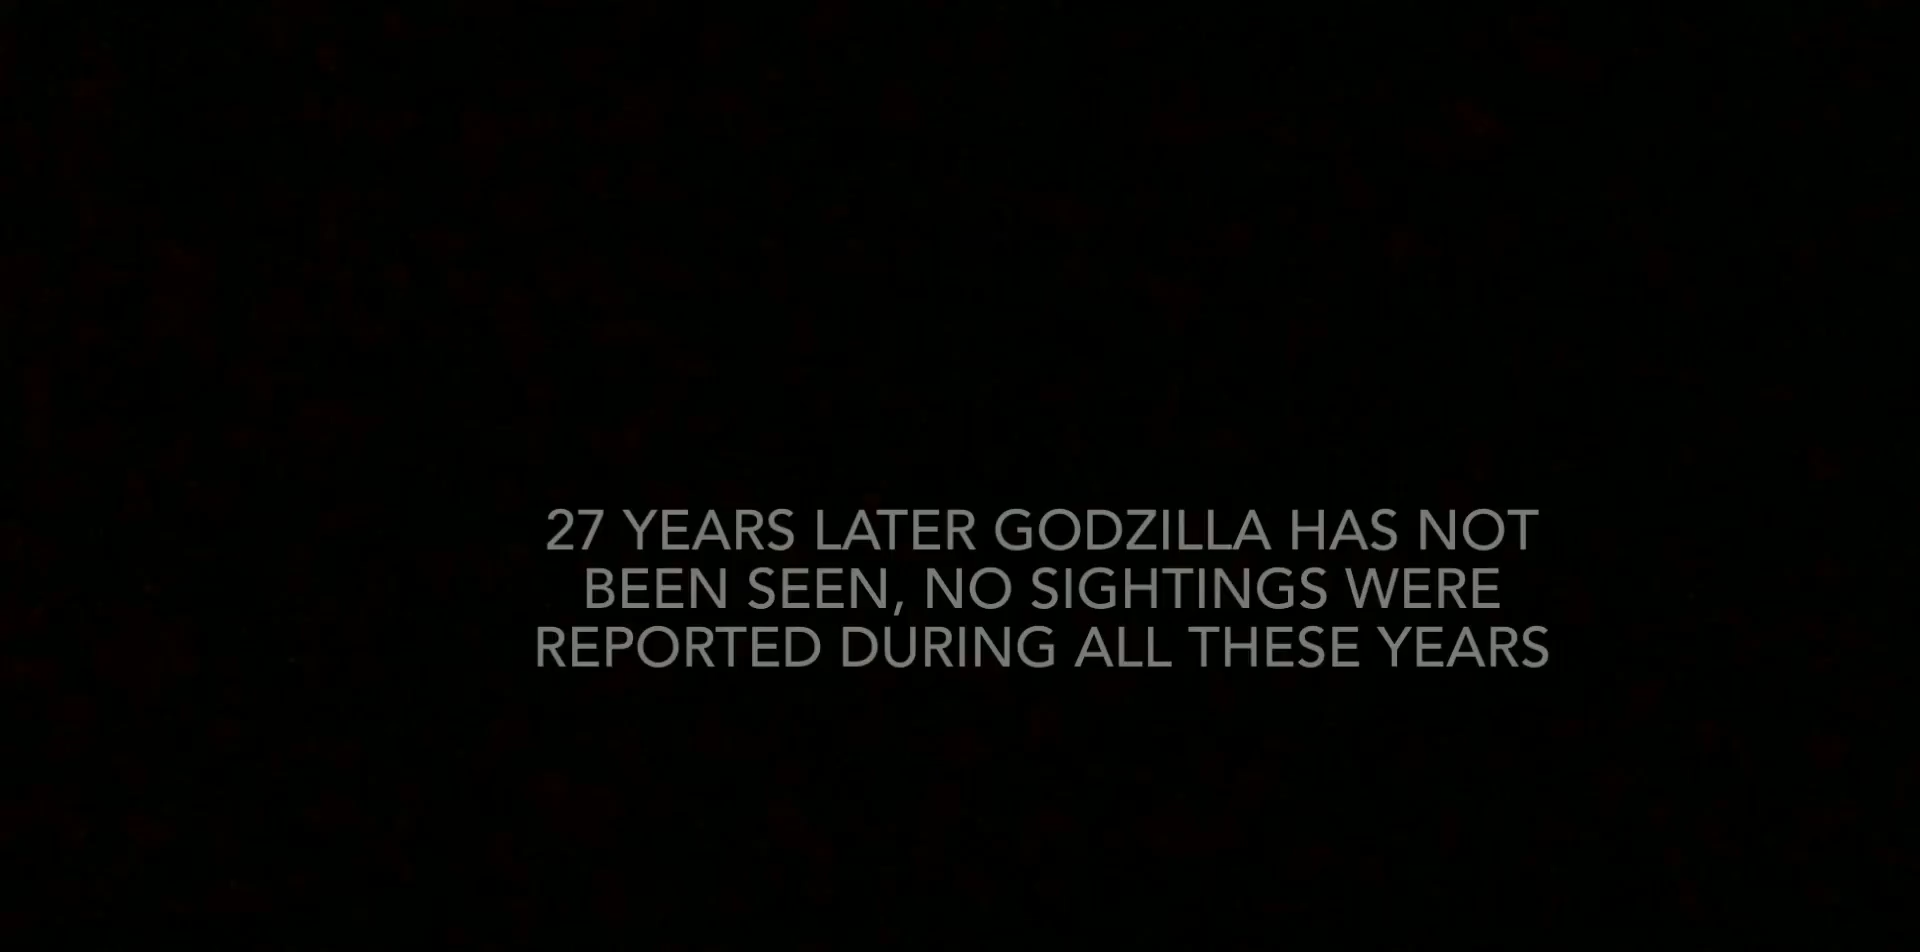 27 YEARS LATER GODZILLA HAS NOT
BEEN SEEN, NO SIGHTINGS WERE
REPORTED DURING ALL THESE YEARS